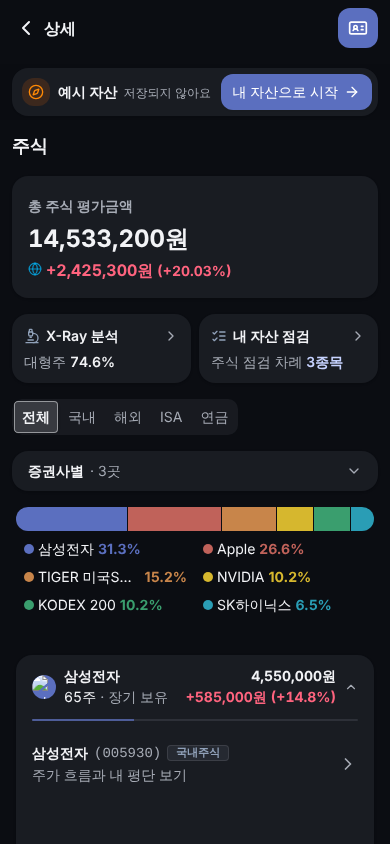 상세
예시 자산 저장되지 않아요 내 자산으로 시작 →
주식
총 주식 평가금액
14,533,200원
+2,425,300원 (+20.03%)
X-Ray 분석
대형주 74.6%
내 자산 점검
주식 점검 차례 3종목
전체 국내 해외 ISA 연금
증권사별 · 3곳
삼성전자 31.3% Apple 26.6%
TIGER 미국S... 15.2% NVIDIA 10.2%
KODEX 200 10.2% SK하이닉스 6.5%
삼성전자 4,550,000원
65주 · 장기 보유 +585,000원 (+14.8%)
삼성전자 (005930) 국내주식
주가 흐름과 내 평단 보기